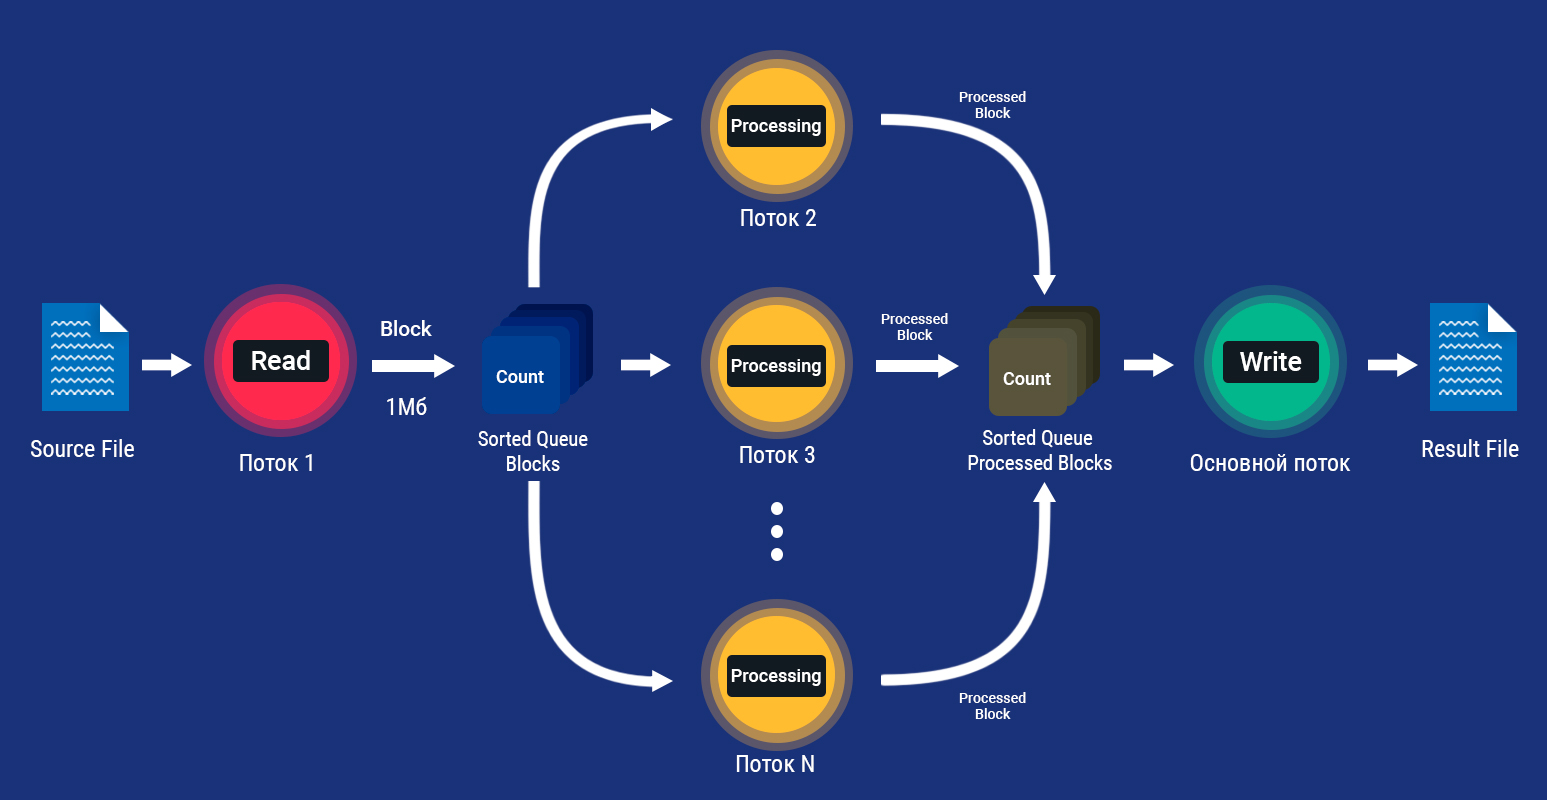 Source File
Read
Поток 1
Block
1Мб
Count
Sorted Queue
Blocks
Processing
Поток 2
Processing
Поток 3
Processing
Поток N
Processed
Block
Processed
Block
Processed
Block
Count
Sorted Queue
Processed Blocks
Write
Основной поток
Result File